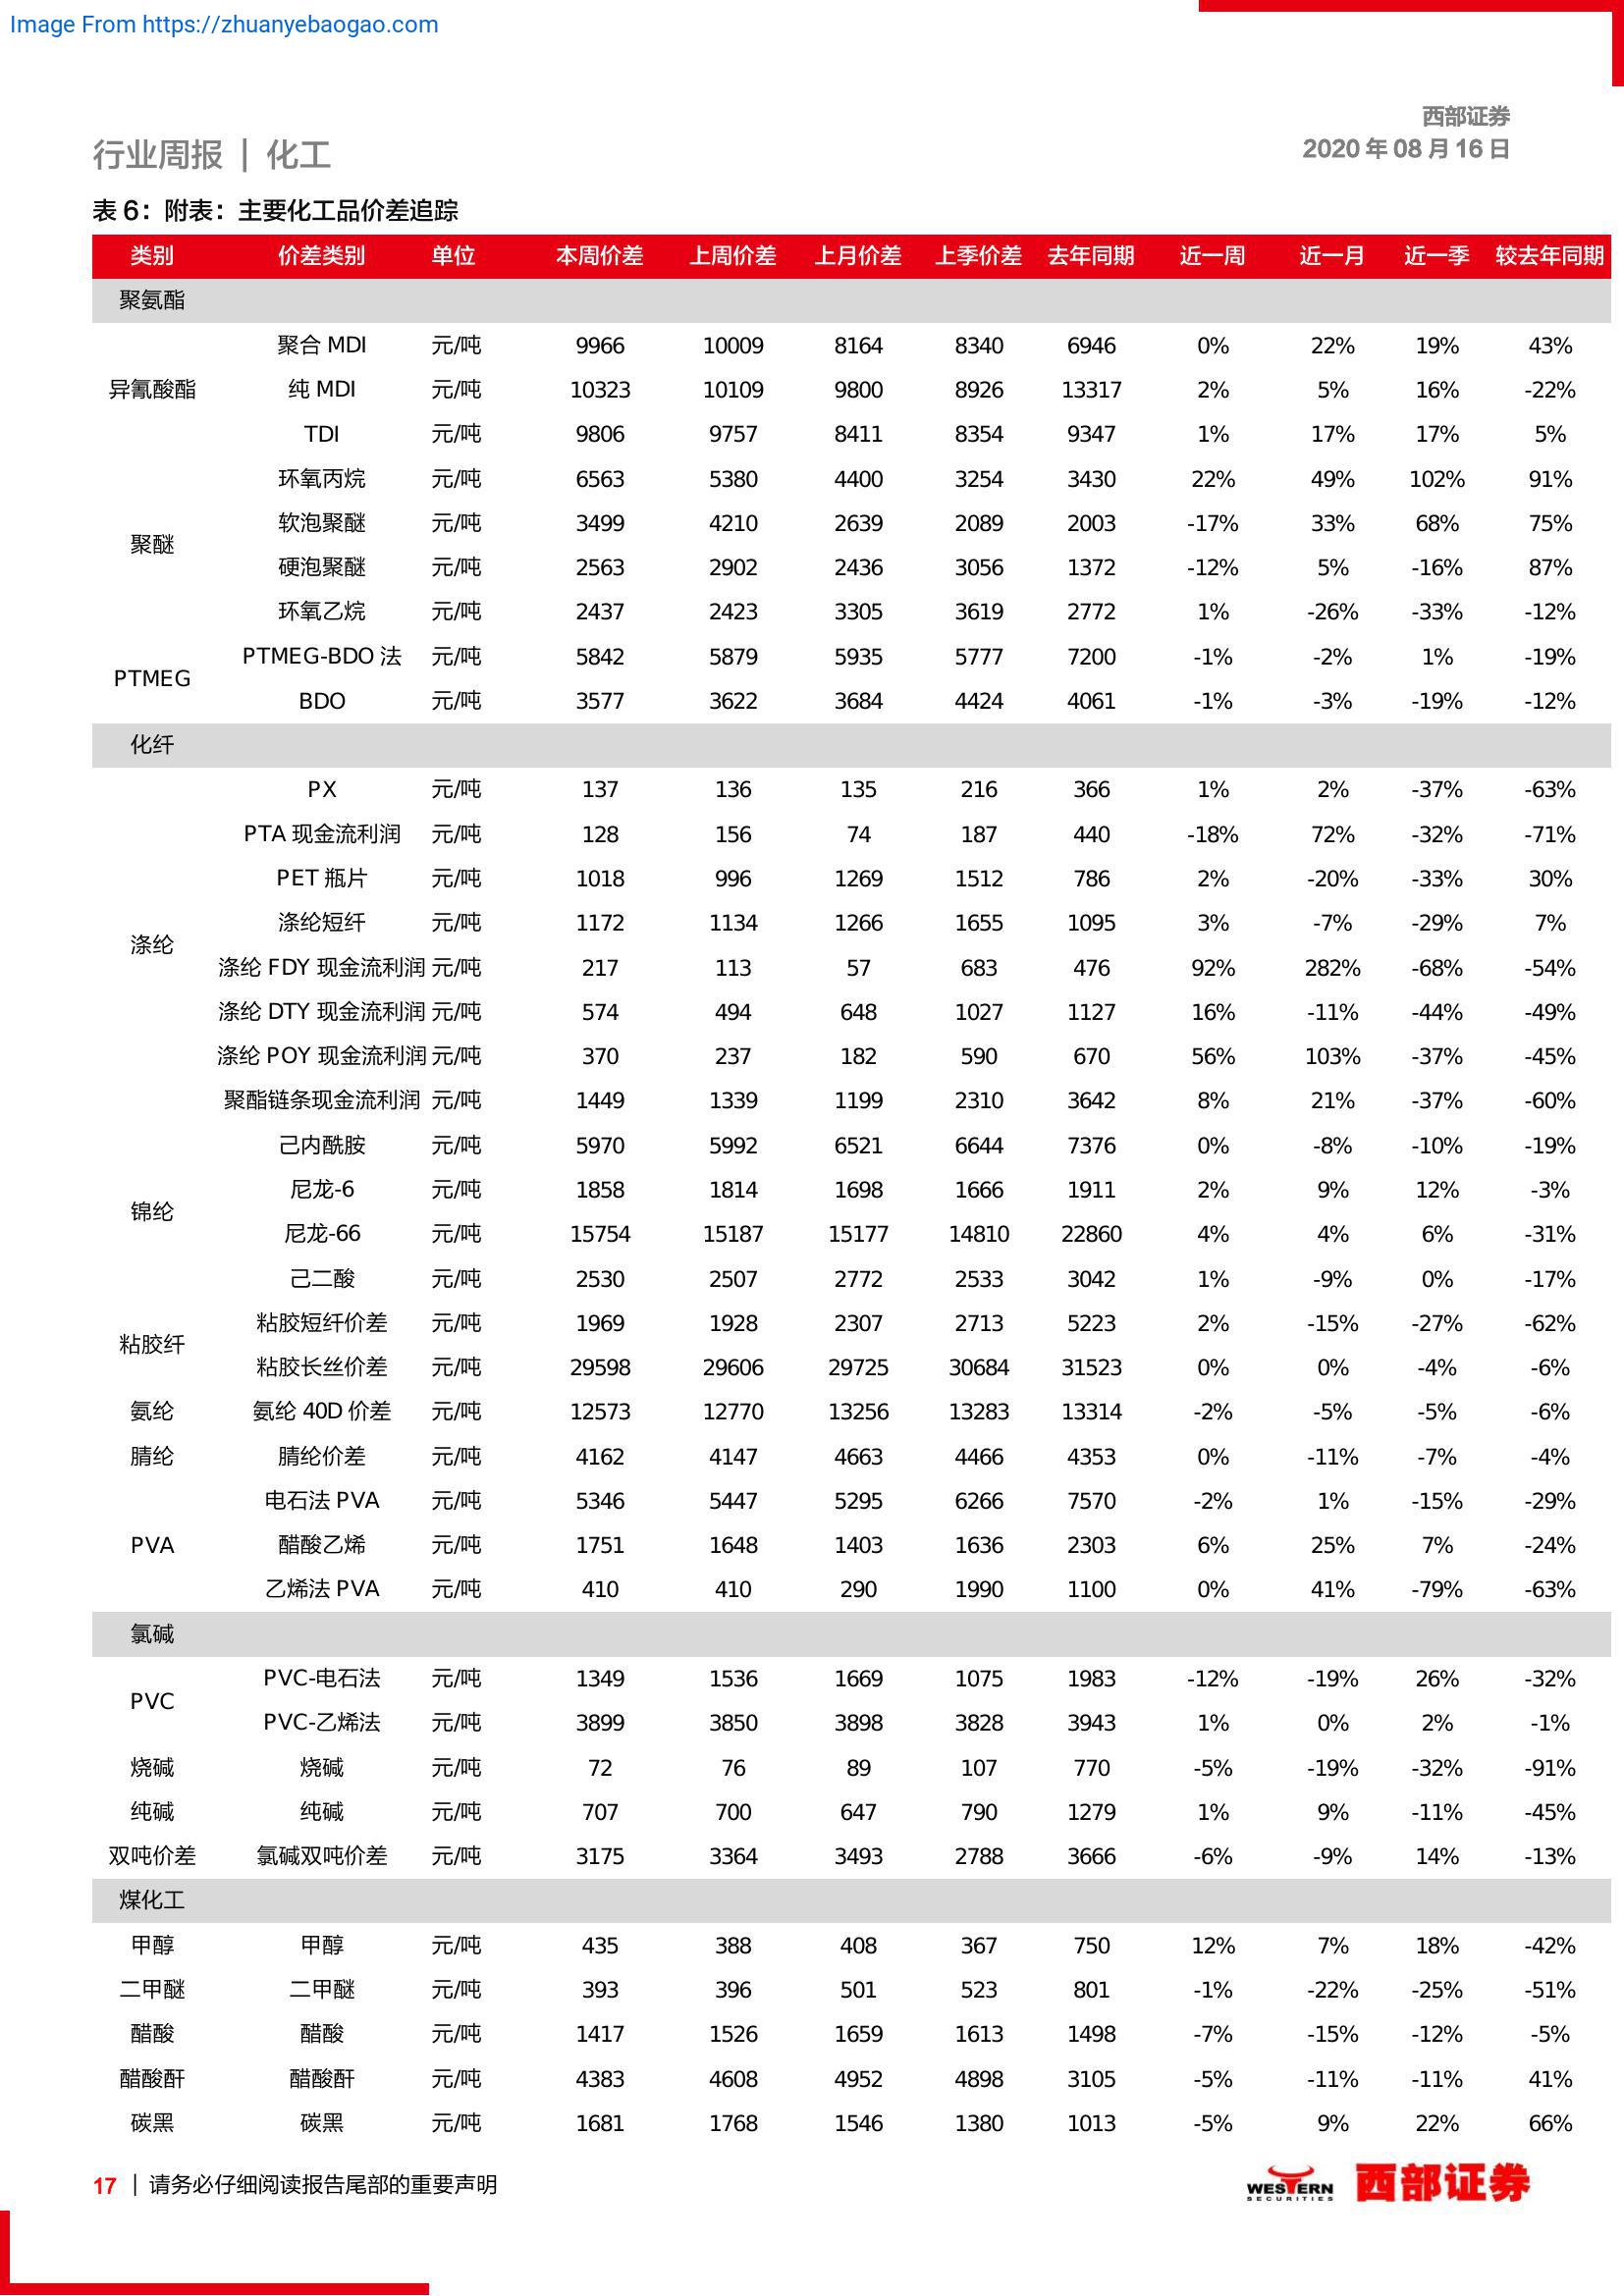 Image From https://zhuanyebaogao.com
西部证券
行业周报 | 化工
2020 年 08 月 16 日
表 6：附表：主要化工品价差追踪
类别 价差类别 单位 本周价差 上周价差 上月价差 上季价差 去年同期 近一周 近一月 近一季 较去年同期
聚氨酯
聚合 MDI 元/吨 9966 10009 8164 8340 6946 0% 22% 19% 43%
异氰酸酯 纯 MDI 元/吨 10323 10109 9800 8926 13317 2% 5% 16% -22%
TDI 元/吨 9806 9757 8411 8354 9347 1% 17% 17% 5%
环氧丙烷 元/吨 6563 5380 4400 3254 3430 22% 49% 102% 91%
软泡聚醚 元/吨 3499 4210 2639 2089 2003 -17% 33% 68% 75%
聚醚
硬泡聚醚 元/吨 2563 2902 2436 3056 1372 -12% 5% -16% 87%
环氧乙烷 元/吨 2437 2423 3305 3619 2772 1% -26% -33% -12%
PTMEG-BDO 法 元/吨 5842 5879 5935 5777 7200 -1% -2% 1% -19%
PTMEG
BDO 元/吨 3577 3622 3684 4424 4061 -1% -3% -19% -12%
化纤
PX 元/吨 137 136 135 216 366 1% 2% -37% -63%
PTA 现金流利润 元/吨 128 156 74 187 440 -18% 72% -32% -71%
PET 瓶片 元/吨 1018 996 1269 1512 786 2% -20% -33% 30%
涤纶短纤 元/吨 1172 1134 1266 1655 1095 3% -7% -29% 7%
涤纶
涤纶 FDY 现金流利润 元/吨 217 113 57 683 476 92% 282% -68% -54%
涤纶 DTY 现金流利润 元/吨 574 494 648 1027 1127 16% -11% -44% -49%
涤纶 POY 现金流利润 元/吨 370 237 182 590 670 56% 103% -37% -45%
聚酯链条现金流利润 元/吨 1449 1339 1199 2310 3642 8% 21% -37% -60%
己内酰胺 元/吨 5970 5992 6521 6644 7376 0% -8% -10% -19%
尼龙-6 元/吨 1858 1814 1698 1666 1911 2% 9% 12% -3%
锦纶
尼龙-66 元/吨 15754 15187 15177 14810 22860 4% 4% 6% -31%
己二酸 元/吨 2530 2507 2772 2533 3042 1% -9% 0% -17%
粘胶短纤价差 元/吨 1969 1928 2307 2713 5223 2% -15% -27% -62%
粘胶纤
粘胶长丝价差 元/吨 29598 29606 29725 30684 31523 0% 0% -4% -6%
氨纶 氨纶 40D 价差 元/吨 12573 12770 13256 13283 13314 -2% -5% -5% -6%
腈纶 腈纶价差 元/吨 4162 4147 4663 4466 4353 0% -11% -7% -4%
电石法 PVA 元/吨 5346 5447 5295 6266 7570 -2% 1% -15% -29%
PVA 醋酸乙烯 元/吨 1751 1648 1403 1636 2303 6% 25% 7% -24%
乙烯法 PVA 元/吨 410 410 290 1990 1100 0% 41% -79% -63%
氯碱
PVC-电石法 元/吨 1349 1536 1669 1075 1983 -12% -19% 26% -32%
PVC
PVC-乙烯法 元/吨 3899 3850 3898 3828 3943 1% 0% 2% -1%
烧碱 烧碱 元/吨 72 76 89 107 770 -5% -19% -32% -91%
纯碱 纯碱 元/吨 707 700 647 790 1279 1% 9% -11% -45%
双吨价差 氯碱双吨价差 元/吨 3175 3364 3493 2788 3666 -6% -9% 14% -13%
煤化工
甲醇 甲醇 元/吨 435 388 408 367 750 12% 7% 18% -42%
二甲醚 二甲醚 元/吨 393 396 501 523 801 -1% -22% -25% -51%
醋酸 醋酸 元/吨 1417 1526 1659 1613 1498 -7% -15% -12% -5%
醋酸酐 醋酸酐 元/吨 4383 4608 4952 4898 3105 -5% -11% -11% 41%
碳黑 碳黑 元/吨 1681 1768 1546 1380 1013 -5% 9% 22% 66%
17 | 请务必仔细阅读报告尾部的重要声明
WESTERN
SECURITIES
西部证券